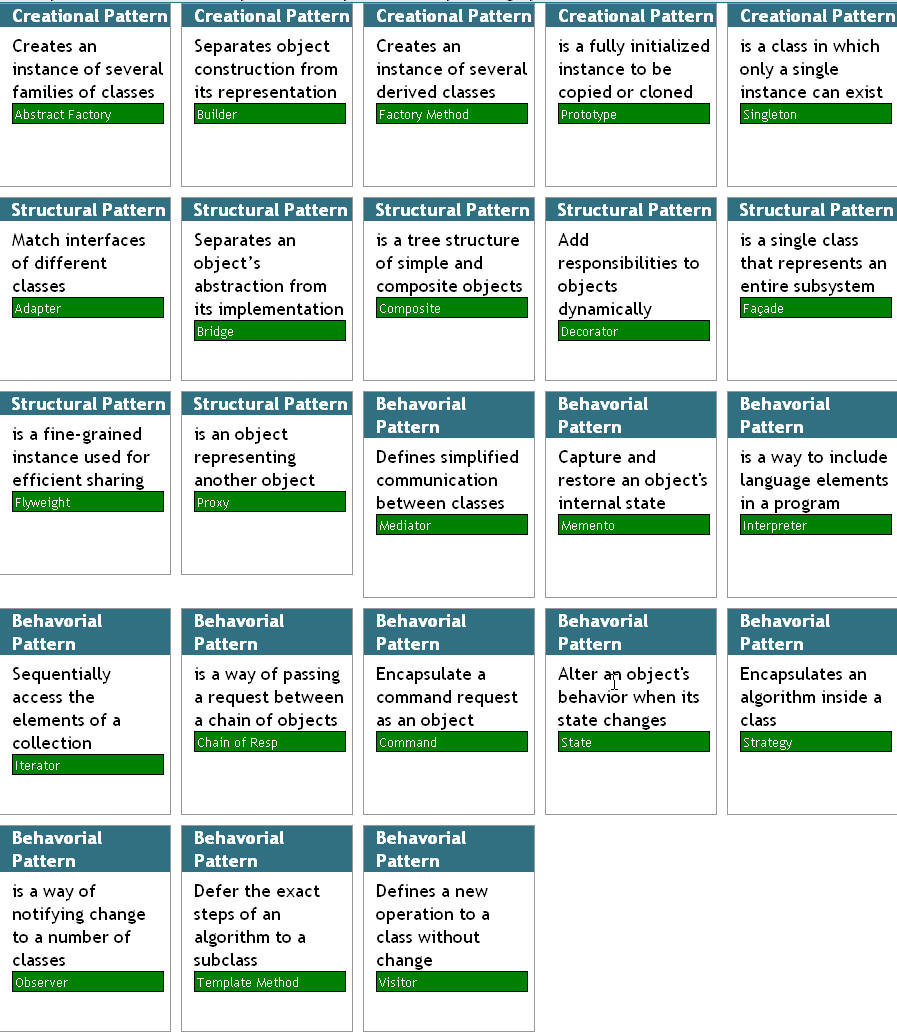 Creational Pattern
Creates an
instance of several
families of classes
Abstract Factory
Creational Pattern
Separates object
construction from
its representation
Builder
Creational Pattern
Creates an
instance of several
derived classes
Factory Method
Creational Pattern
is a fully initialized
instance to be
copied or cloned
Prototype
Creational Pattern
is a class in which
only a single
instance can exist
Singleton
Structural Pattern
Match interfaces
of different
classes
Adapter
Structural Pattern
Separates an
object’s
abstraction from
its implementation
Bridge
Structural Pattern
is a tree structure
of simple and
composite objects
Composite
Structural Pattern
Add
responsibilities to
objects
dynamically
Decorator
Structural Pattern
is a single class
that represents an
entire subsystem
Façade
Structural Pattern
is a fine-grained
instance used for
efficient sharing
Flyweight
Structural Pattern
is an object
representing
another object
Proxy
Behavorial
Pattern
Defines simplified
communication
between classes
Mediator
Behavorial
Pattern
Capture and
restore an object's
internal state
Memento
Behavorial
Pattern
is a way to include
language elements
in a program
Interpreter
Behavorial
Pattern
Sequentially
access the
elements of a
collection
Iterator
Behavorial
Pattern
is a way of passing
a request between
a chain of objects
Chain of Resp
Behavorial
Pattern
Encapsulate a
command request
as an object
Command
Behavorial
Pattern
Alter an object's
behavior when its
state changes
State
Behavorial
Pattern
Encapsulates an
algorithm inside a
class
Strategy
Behavorial
Pattern
is a way of
notifying change
to a number of
classes
Observer
Behavorial
Pattern
Defer the exact
steps of an
algorithm to a
subclass
Template Method
Behavorial
Pattern
Defines a new
operation to a
class without
change
Visitor